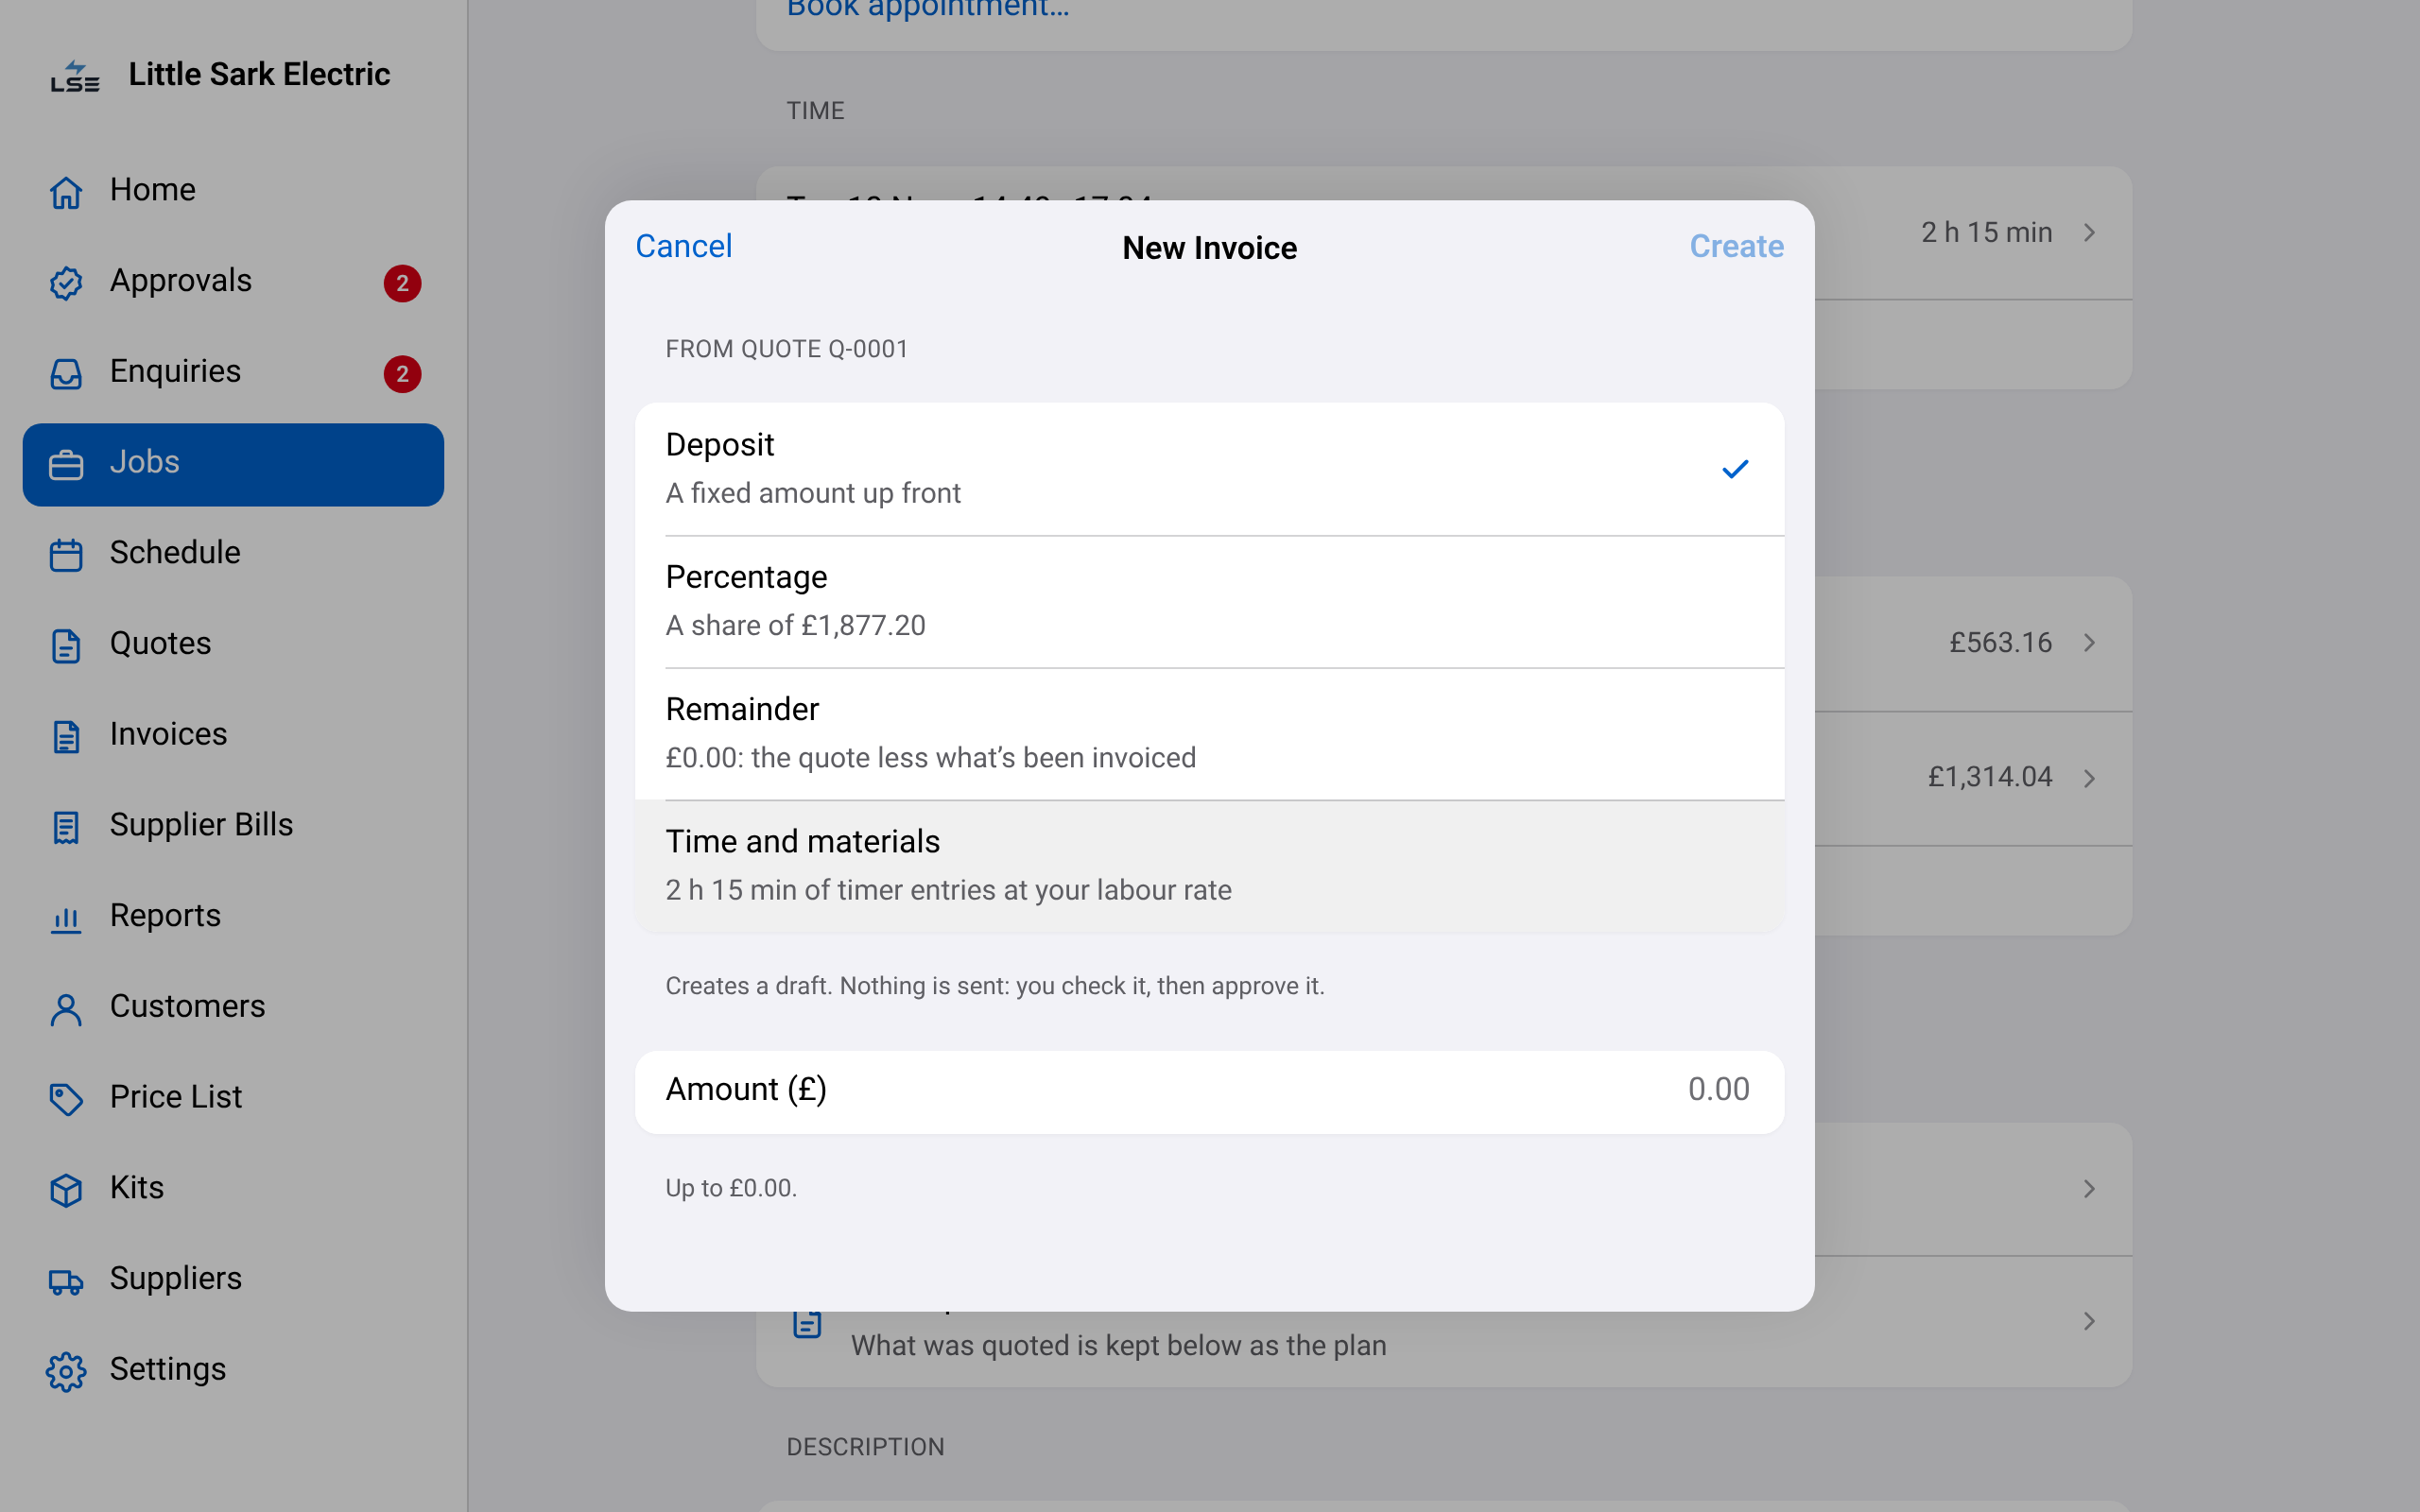 LSE
Little Sark Electric
Home
Approvals
2
Enquiries
2
Jobs
Schedule
Quotes
Invoices
Supplier Bills
Reports
Customers
Price List
Kits
Suppliers
Settings
Book appointment…
TIME
2 h 15 min
£563.16
£1,314.04
Cancel
New Invoice
Create
FROM QUOTE Q-0001
Deposit
A fixed amount up front
Percentage
A share of £1,877.20
Remainder
£0.00: the quote less what’s been invoiced
Time and materials
2 h 15 min of timer entries at your labour rate
Creates a draft. Nothing is sent: you check it, then approve it.
Amount (£)
0.00
Up to £0.00.
What was quoted is kept below as the plan
DESCRIPTION